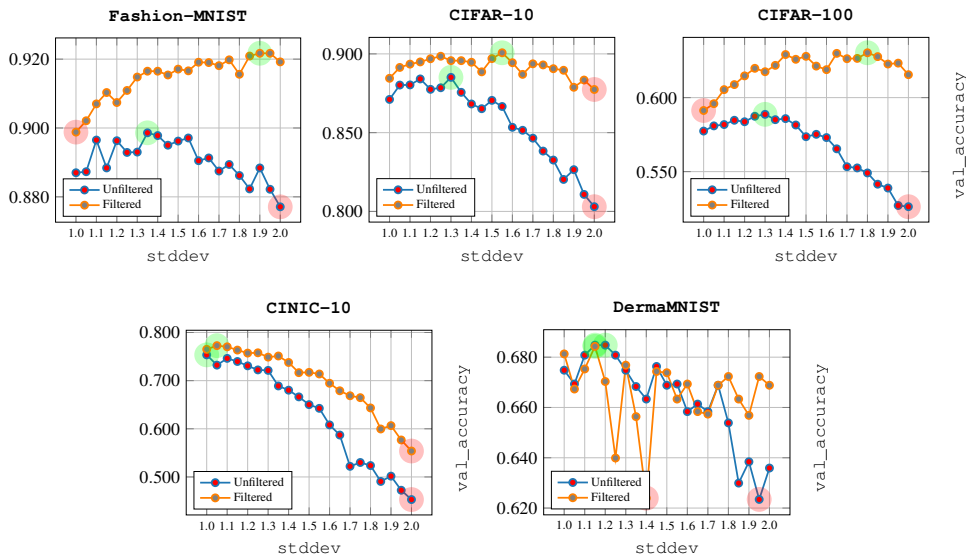 Fashion-MNIST
0.920
0.900
0.880
Unfiltered
Filtered
1.0 1.1 1.2 1.3 1.4 1.5 1.6 1.7 1.8 1.9 2.0
stddev
CIFAR-10
0.900
0.850
0.800
Unfiltered
Filtered
1.0 1.1 1.2 1.3 1.4 1.5 1.6 1.7 1.8 1.9 2.0
stddev
CIFAR-100
0.600
0.550
Unfiltered
Filtered
1.0 1.1 1.2 1.3 1.4 1.5 1.6 1.7 1.8 1.9 2.0
stddev
val_accuracy
CINIC-10
0.800
0.700
0.600
0.500
Unfiltered
Filtered
1.0 1.1 1.2 1.3 1.4 1.5 1.6 1.7 1.8 1.9 2.0
stddev
val_accuracy
DermaMNIST
0.680
0.660
0.640
0.620
Unfiltered
Filtered
1.0 1.1 1.2 1.3 1.4 1.5 1.6 1.7 1.8 1.9 2.0
stddev
val_accuracy